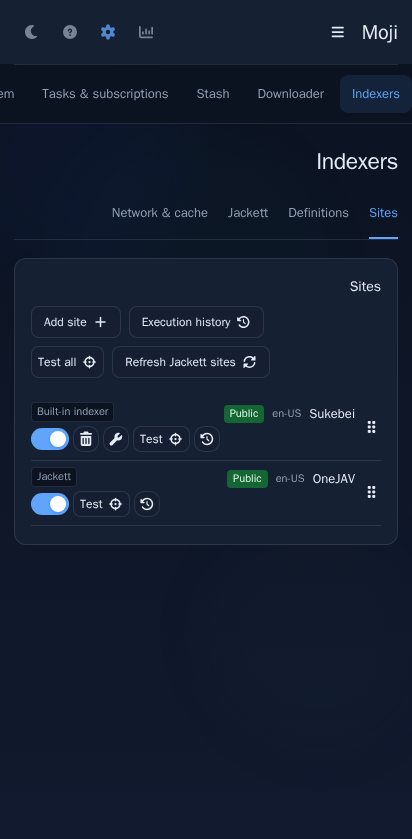 Moji
em Tasks & subscriptions Stash Downloader Indexers
Indexers
Network & cache Jackett Definitions Sites
Sites
Add site Execution history
Test all Refresh Jackett sites
Built-in indexer Public en-US Sukebei
Test
Jackett Public en-US OneJAV
Test